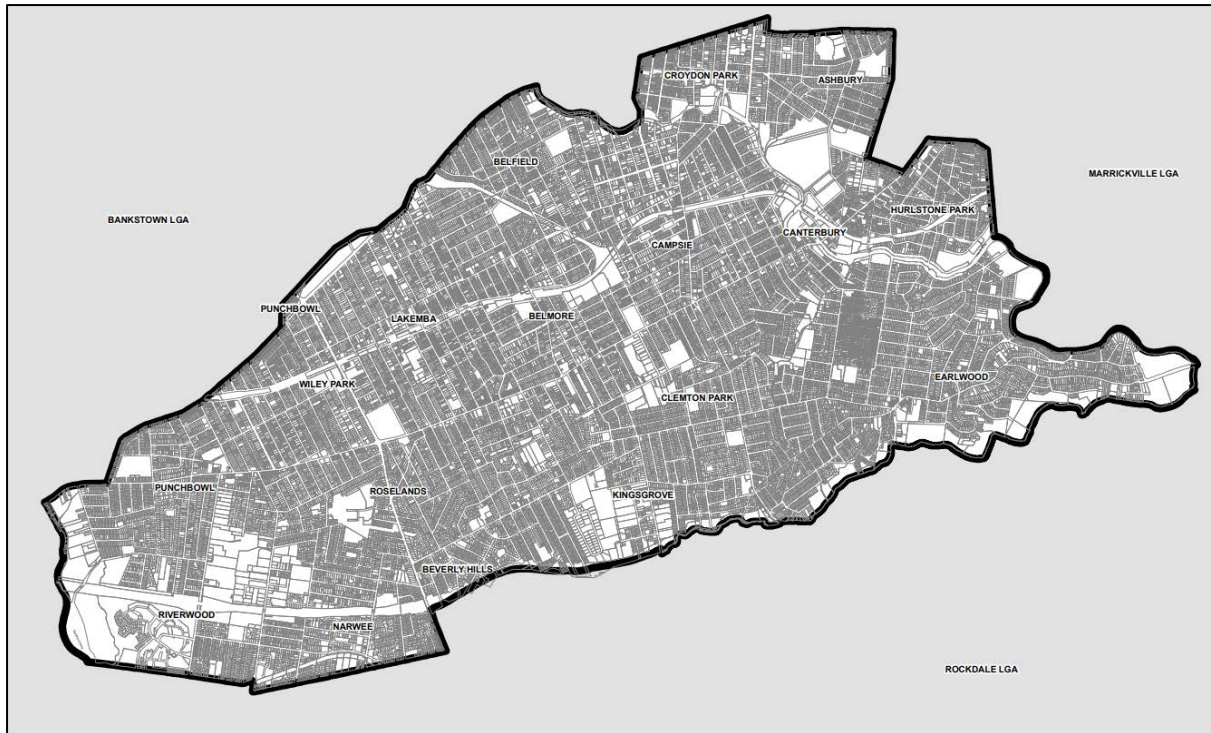 CROYDON PARK
ASHBURY
BELFIELD
MARRICKVILLE LGA
HURLSTONE PARK
BANKSTOWN LGA
CANTERBURY
CAMPSIE
PUNCHBOWL
LAKEMBA
BELMORE
WILEY PARK
EARLWOOD
CLEMTON PARK
PUNCHBOWL
ROSELANDS
KINGSGROVE
BEVERLY HILLS
RIVERWOOD
NARWEE
ROCKDALE LGA